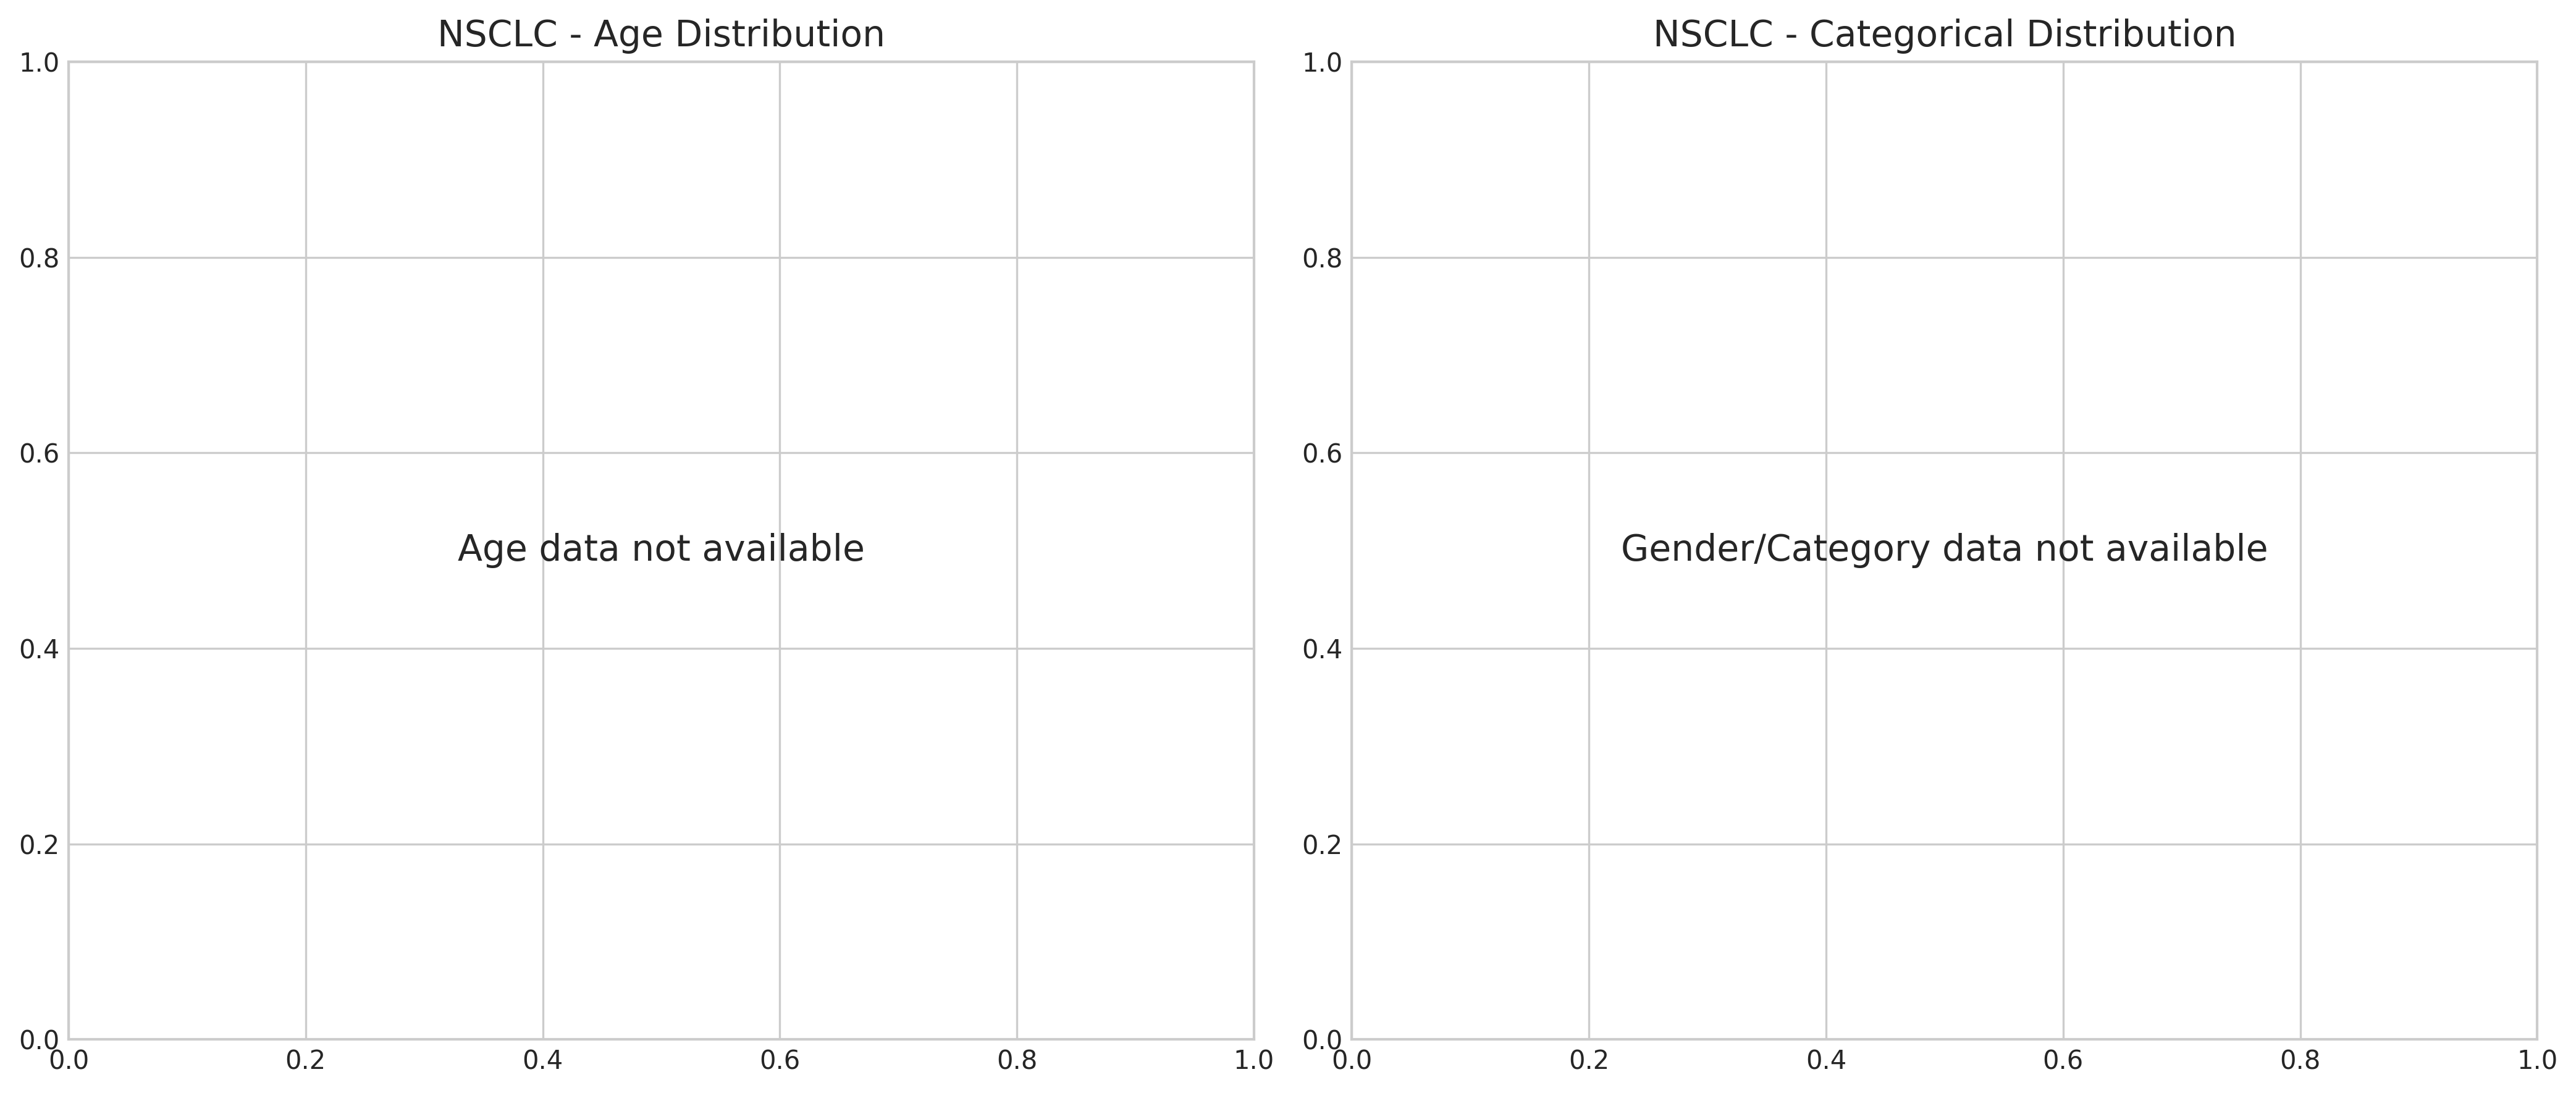 NSCLC - Age Distribution
1.0
0.8
0.6
Age data not available
0.4
0.2
0.0
0.0 0.2 0.4 0.6 0.8 1.0
NSCLC - Categorical Distribution
1.0
0.8
0.6
Gender/Category data not available
0.4
0.2
0.0
0.0 0.2 0.4 0.6 0.8 1.0